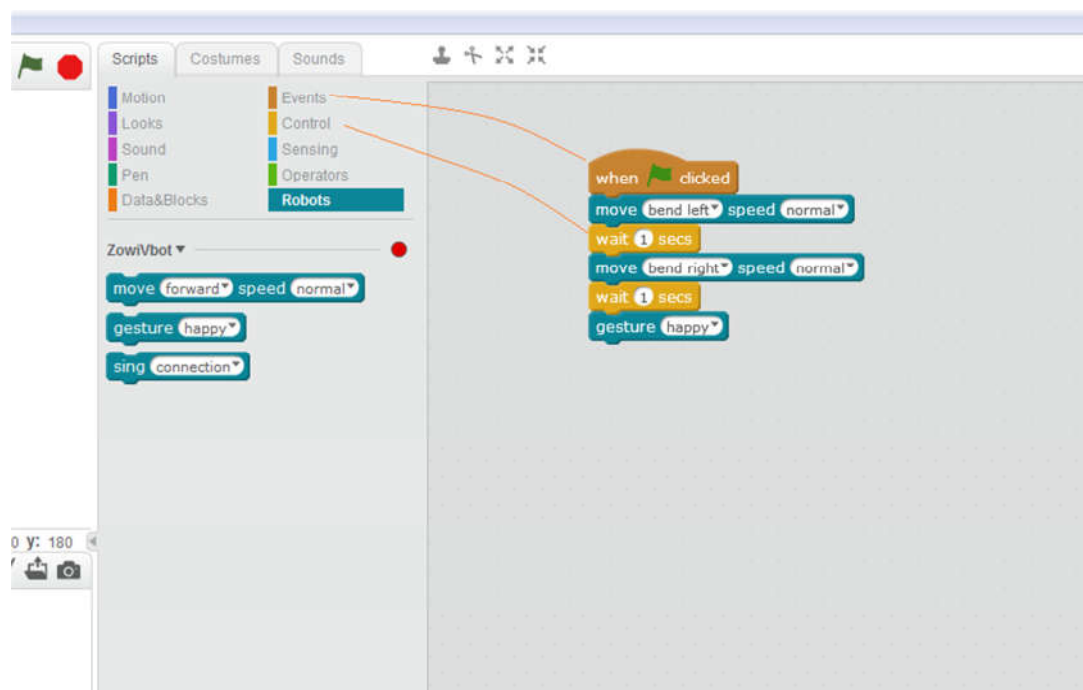 Scripts Costumes Sounds
Motion Events
Looks Control
Sound Sensing
Pen Operators
Data&Blocks Robots
ZowiVbot
move forward speed normal
gesture happy
sing connection
when clicked
move bend left speed normal
wait 1 secs
move bend right speed normal
wait 1 secs
gesture happy
0 y: 180